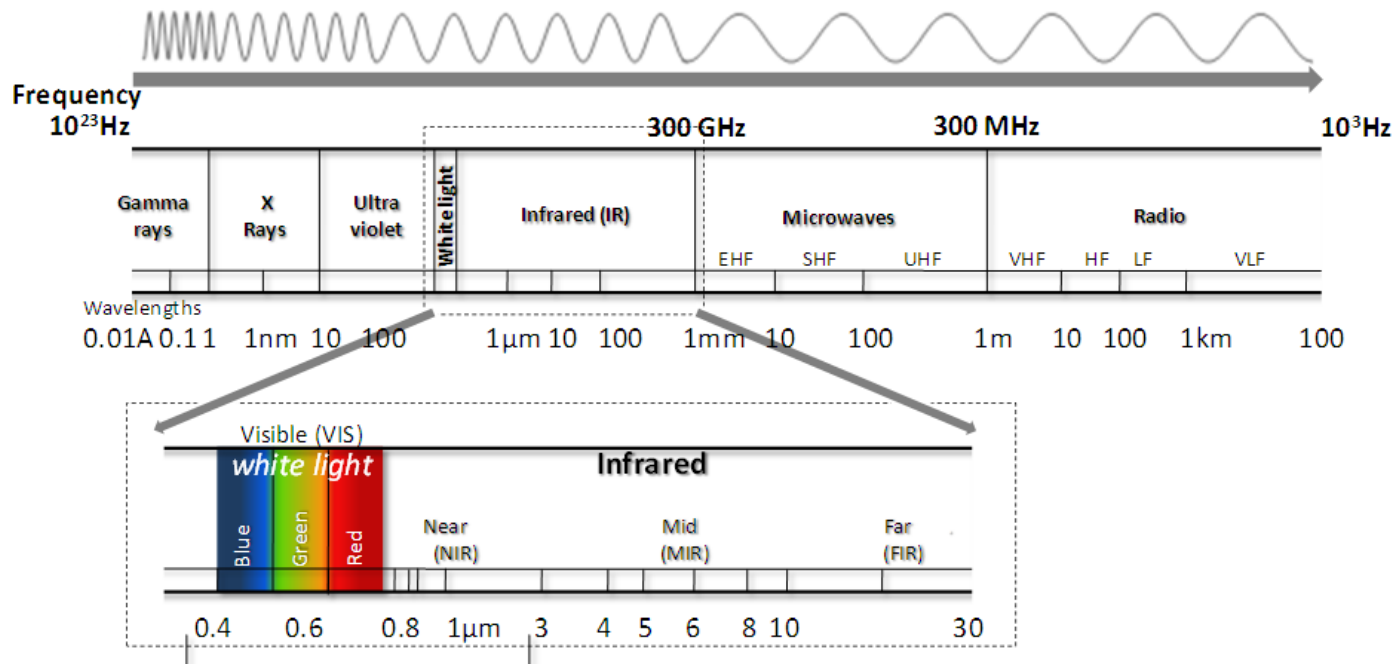 Frequency
10²³Hz 300 GHz 300 MHz 10³Hz
Gamma rays
X Rays
Ultra violet
White light
Infrared (IR)
Microwaves
Radio
EHF SHF UHF VHF HF LF VLF
Wavelengths
0.01A 0.1 1 1nm 10 100 1µm 10 100 1mm 10 100 1m 10 100 1km 100
Visible (VIS)
white light
Infrared
Blue
Green
Red
Near (NIR)
Mid (MIR)
Far (FIR)
0.4 0.6 0.8 1µm 3 4 5 6 8 10 30